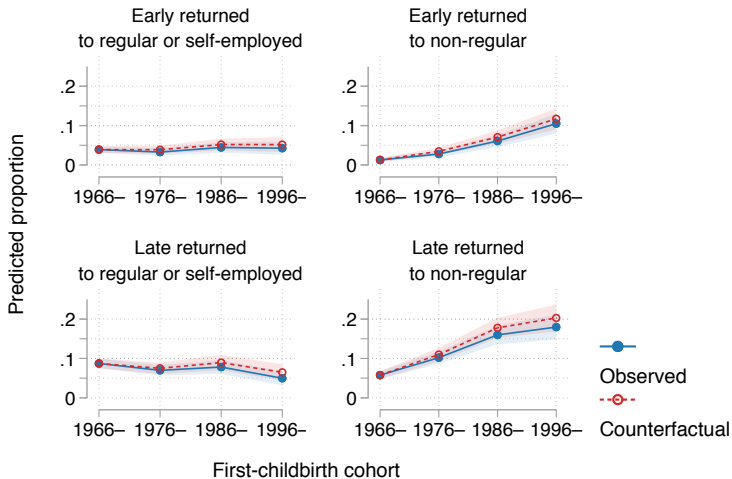 Early returned
to regular or self-employed
Early returned
to non-regular
.2
.1
0
1966– 1976– 1986– 1996–
.2
.1
0
1966– 1976– 1986– 1996–
Predicted proportion
Late returned
to regular or self-employed
Late returned
to non-regular
.2
.1
0
1966– 1976– 1986– 1996–
.2
.1
0
1966– 1976– 1986– 1996–
Observed
Counterfactual
First-childbirth cohort